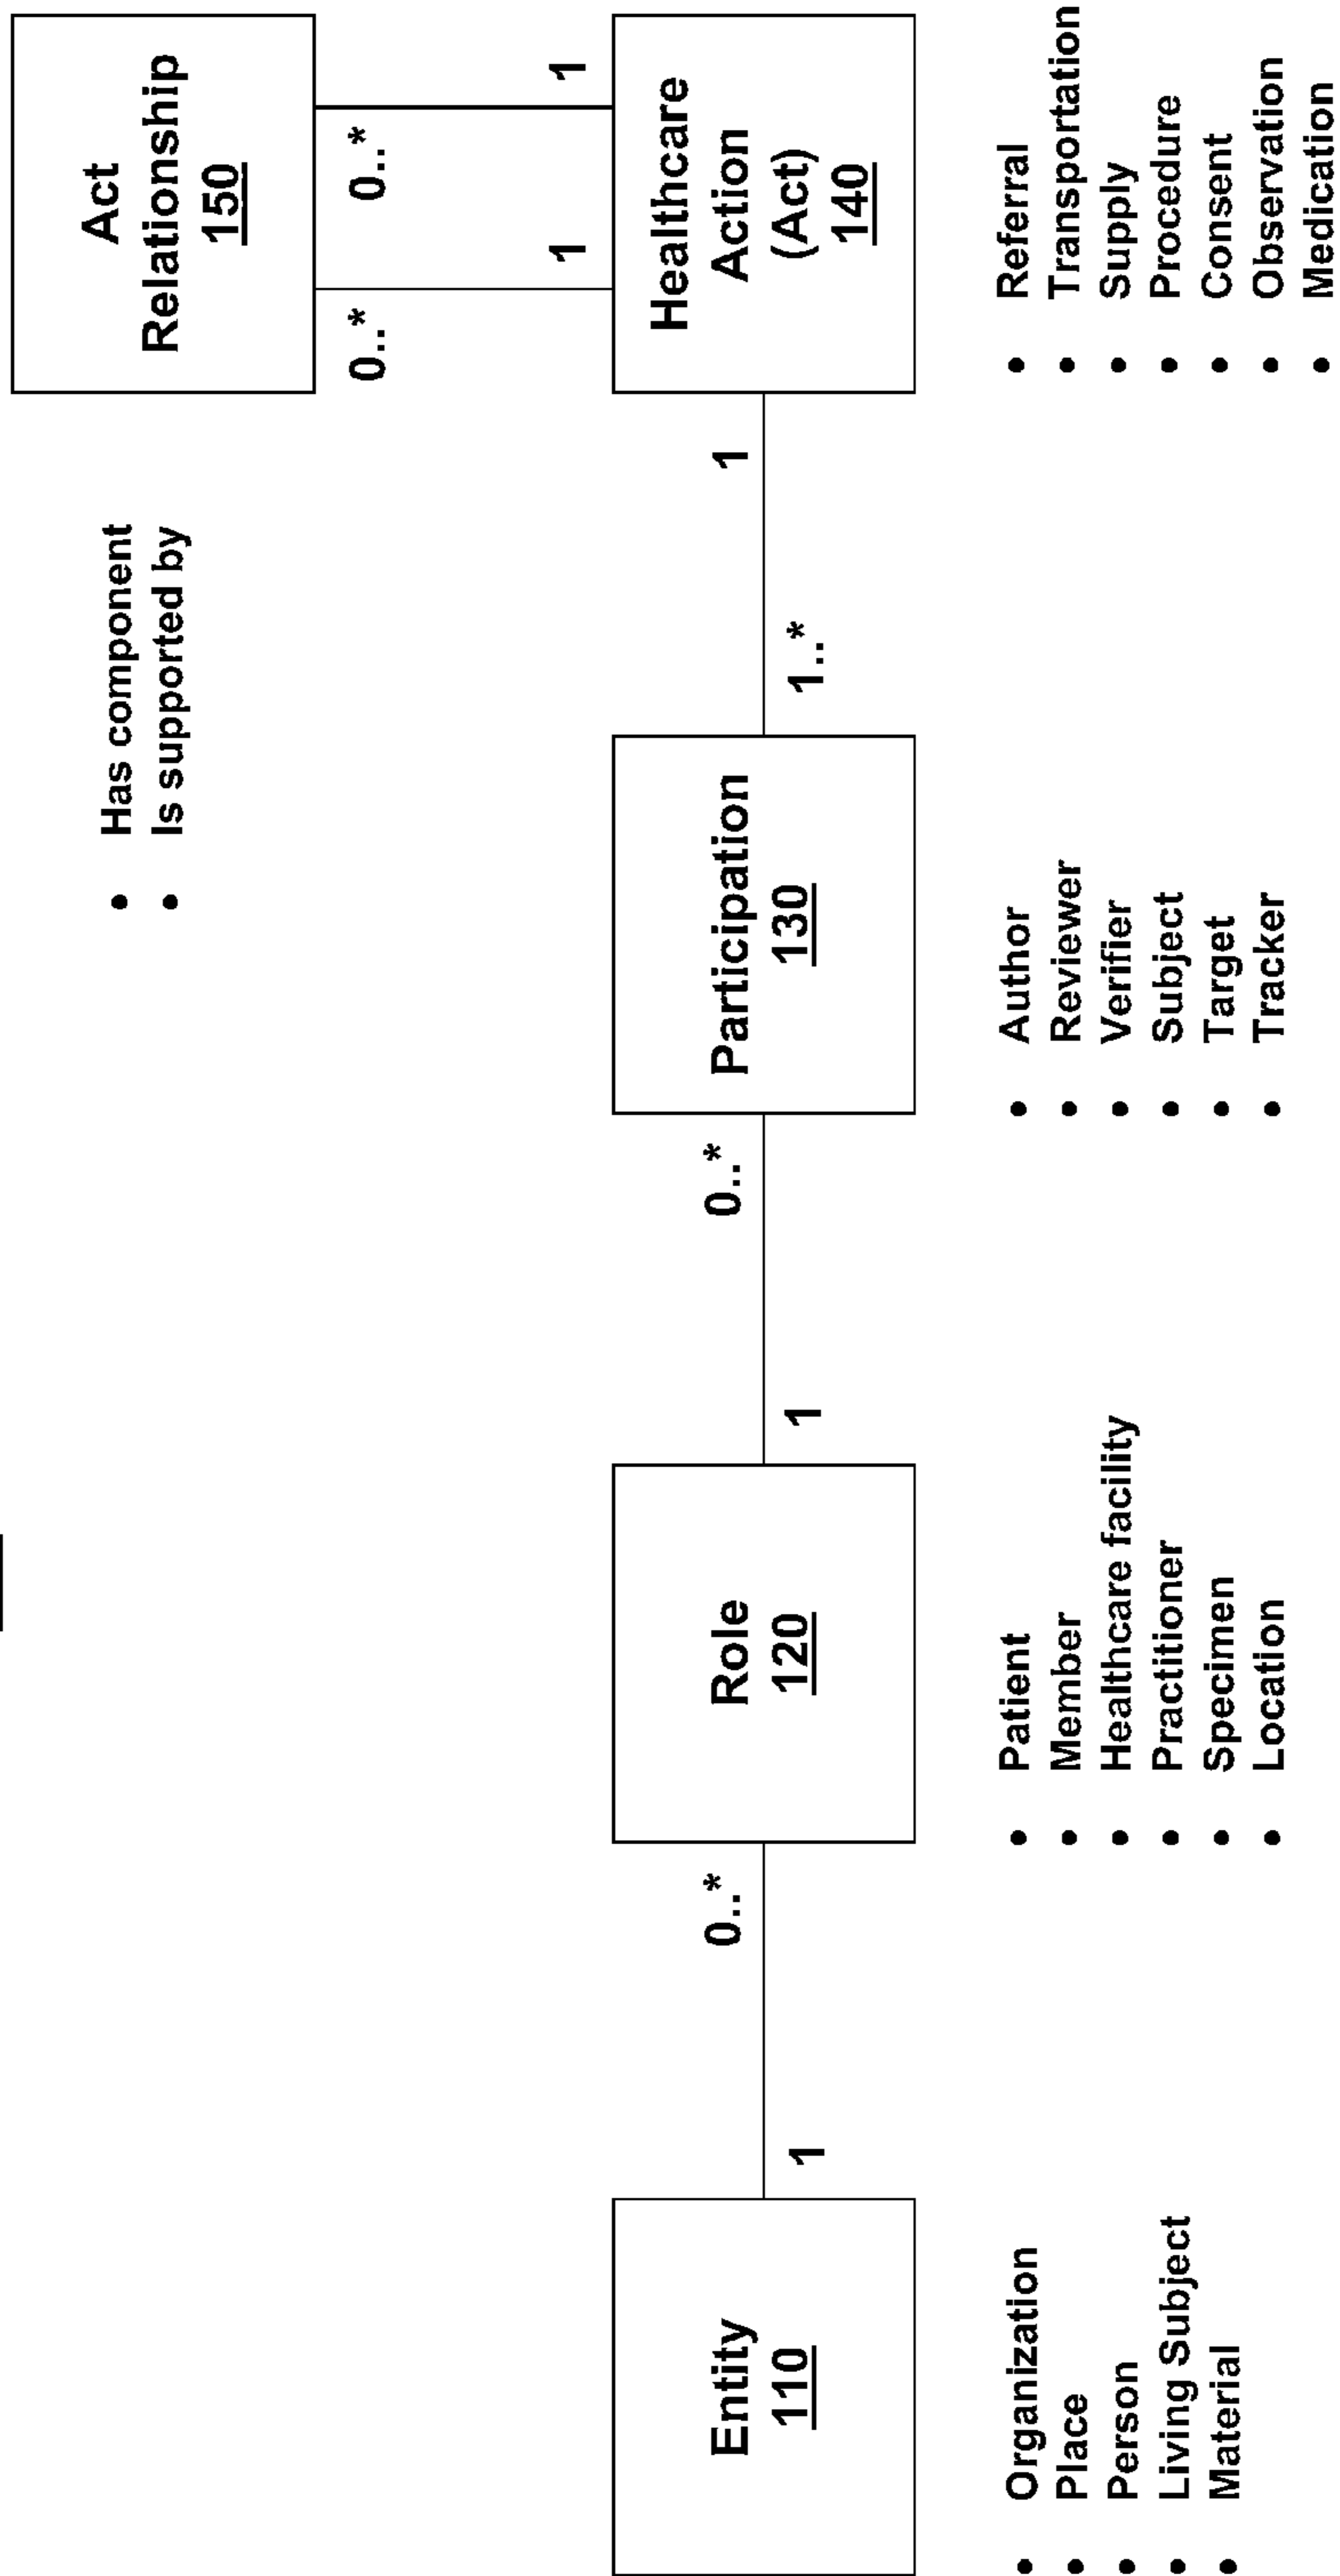 Act
Relationship
150
• Has component
• Is supported by
0..*
0..*
1
1
Entity
110
1
0..*
Role
120
1
0..*
Participation
130
1..*
1
Healthcare
Action
(Act)
140
• Organization
• Place
• Person
• Living Subject
• Material
• Patient
• Member
• Healthcare facility
• Practitioner
• Specimen
• Location
• Author
• Reviewer
• Verifier
• Subject
• Target
• Tracker
• Referral
• Transportation
• Supply
• Procedure
• Consent
• Observation
• Medication